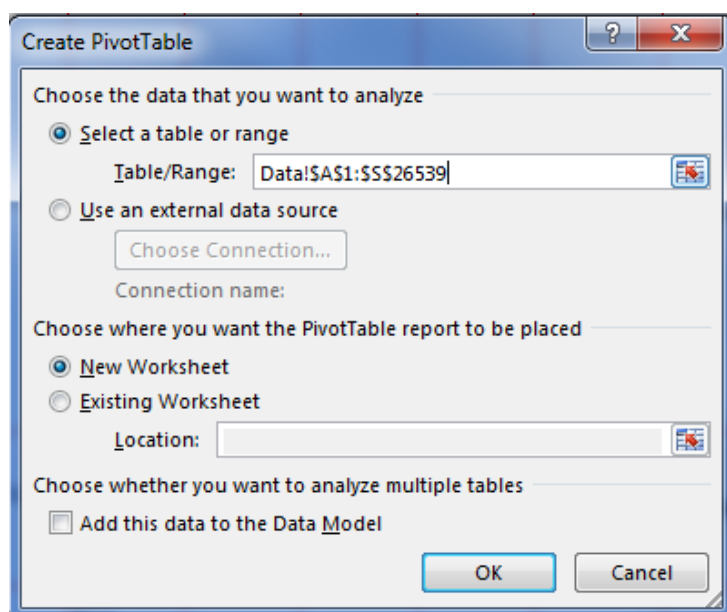 Create PivotTable
?
X
Choose the data that you want to analyze
Select a table or range
Table/Range: Data!$A$1:$S$26539
Use an external data source
Choose Connection...
Connection name:
Choose where you want the PivotTable report to be placed
New Worksheet
Existing Worksheet
Location:
Choose whether you want to analyze multiple tables
Add this data to the Data Model
OK Cancel